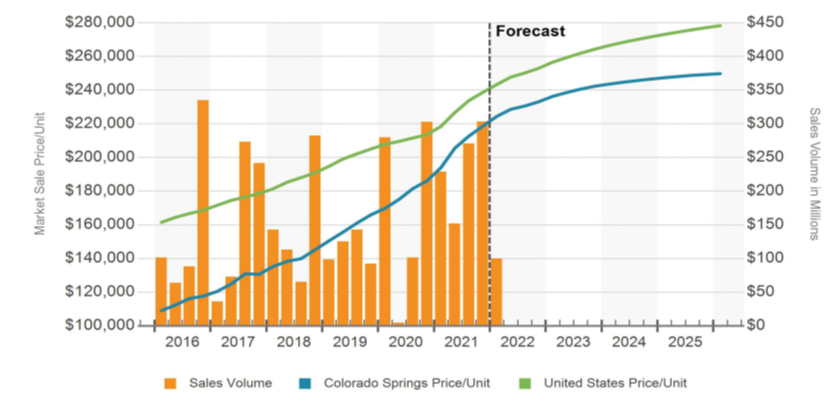 $280,000 $450
Forecast
$260,000 $400
$240,000 $350
$220,000 $300
$200,000 $250
$180,000 $200
$160,000 $150
$140,000 $100
$120,000 $50
$100,000 $0
Market Sale Price/Unit
Sales Volume in Millions
2016 2017 2018 2019 2020 2021 2022 2023 2024 2025
Sales Volume Colorado Springs Price/Unit United States Price/Unit